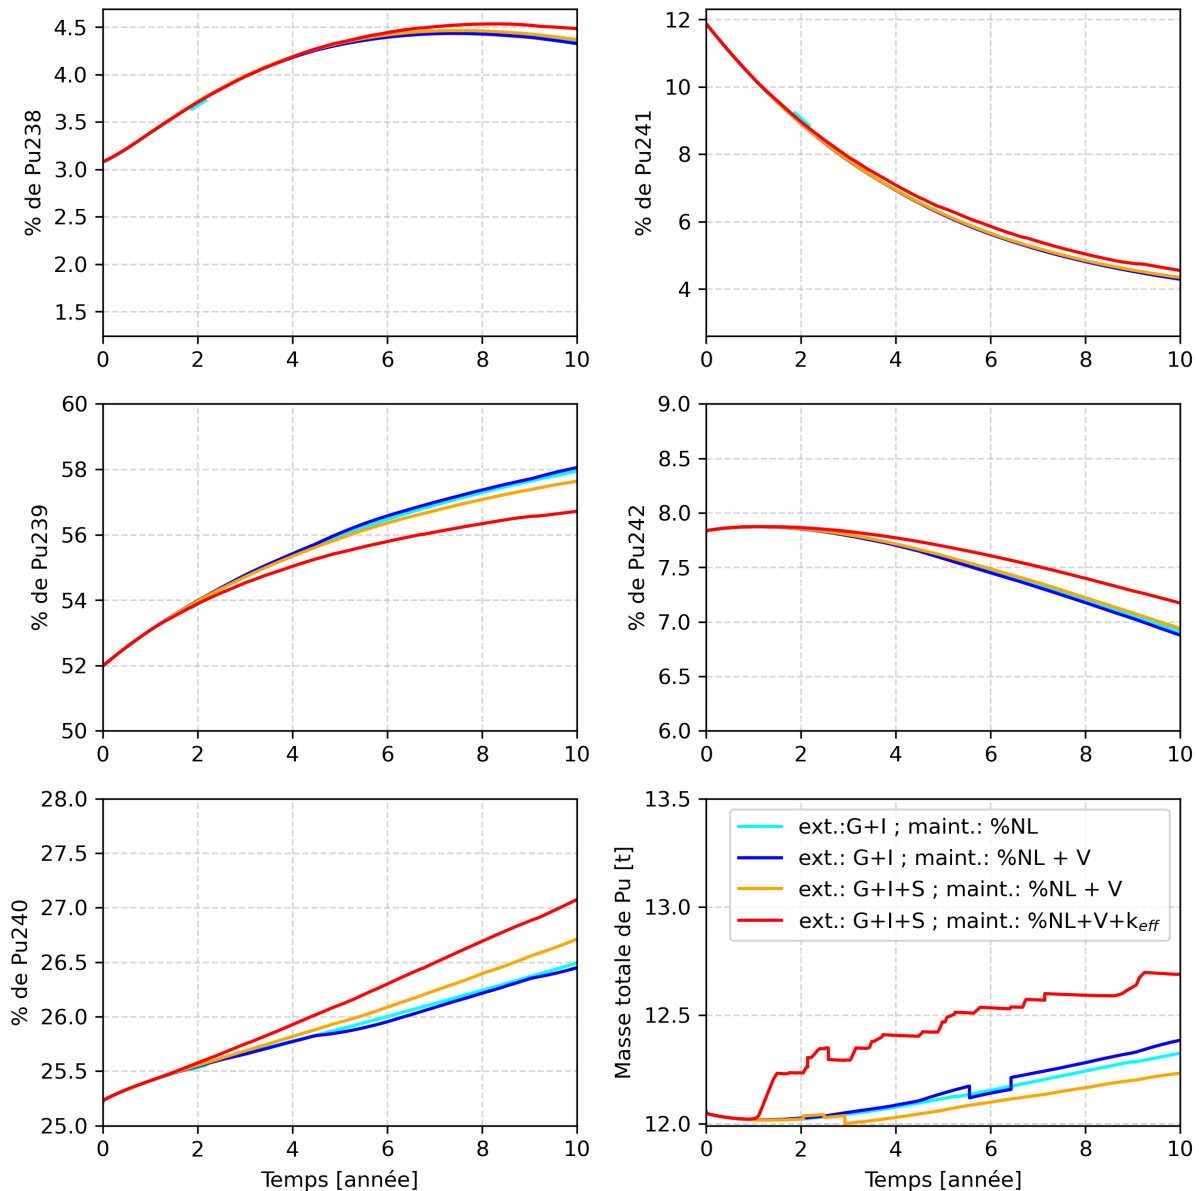 % de Pu238
4.5
4.0
3.5
3.0
2.5
2.0
1.5
0 2 4 6 8 10
% de Pu241
12
10
8
6
4
0 2 4 6 8 10
% de Pu239
60
58
56
54
52
50
0 2 4 6 8 10
% de Pu242
9.0
8.5
8.0
7.5
7.0
6.5
6.0
0 2 4 6 8 10
% de Pu240
28.0
27.5
27.0
26.5
26.0
25.5
25.0
0 2 4 6 8 10
Temps [année]
Masse totale de Pu [t]
13.5
13.0
12.5
12.0
ext.:G+I ; maint.: %NL
ext.: G+I ; maint.: %NL + V
ext.: G+I+S ; maint.: %NL + V
ext.: G+I+S ; maint.: %NL+V+keff
0 2 4 6 8 10
Temps [année]